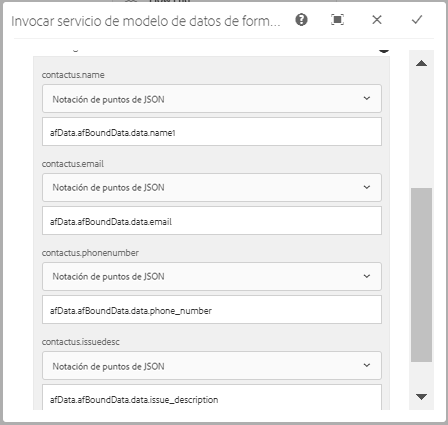 Invocar servicio de modelo de datos de form...
contactus.name
Notación de puntos de JSON
afData.afBoundData.data.name1
contactus.email
Notación de puntos de JSON
afData.afBoundData.data.email
contactus.phonenumber
Notación de puntos de JSON
afData.afBoundData.data.phone_number
contactus.issuedesc
Notación de puntos de JSON
afData.afBoundData.data.issue_description